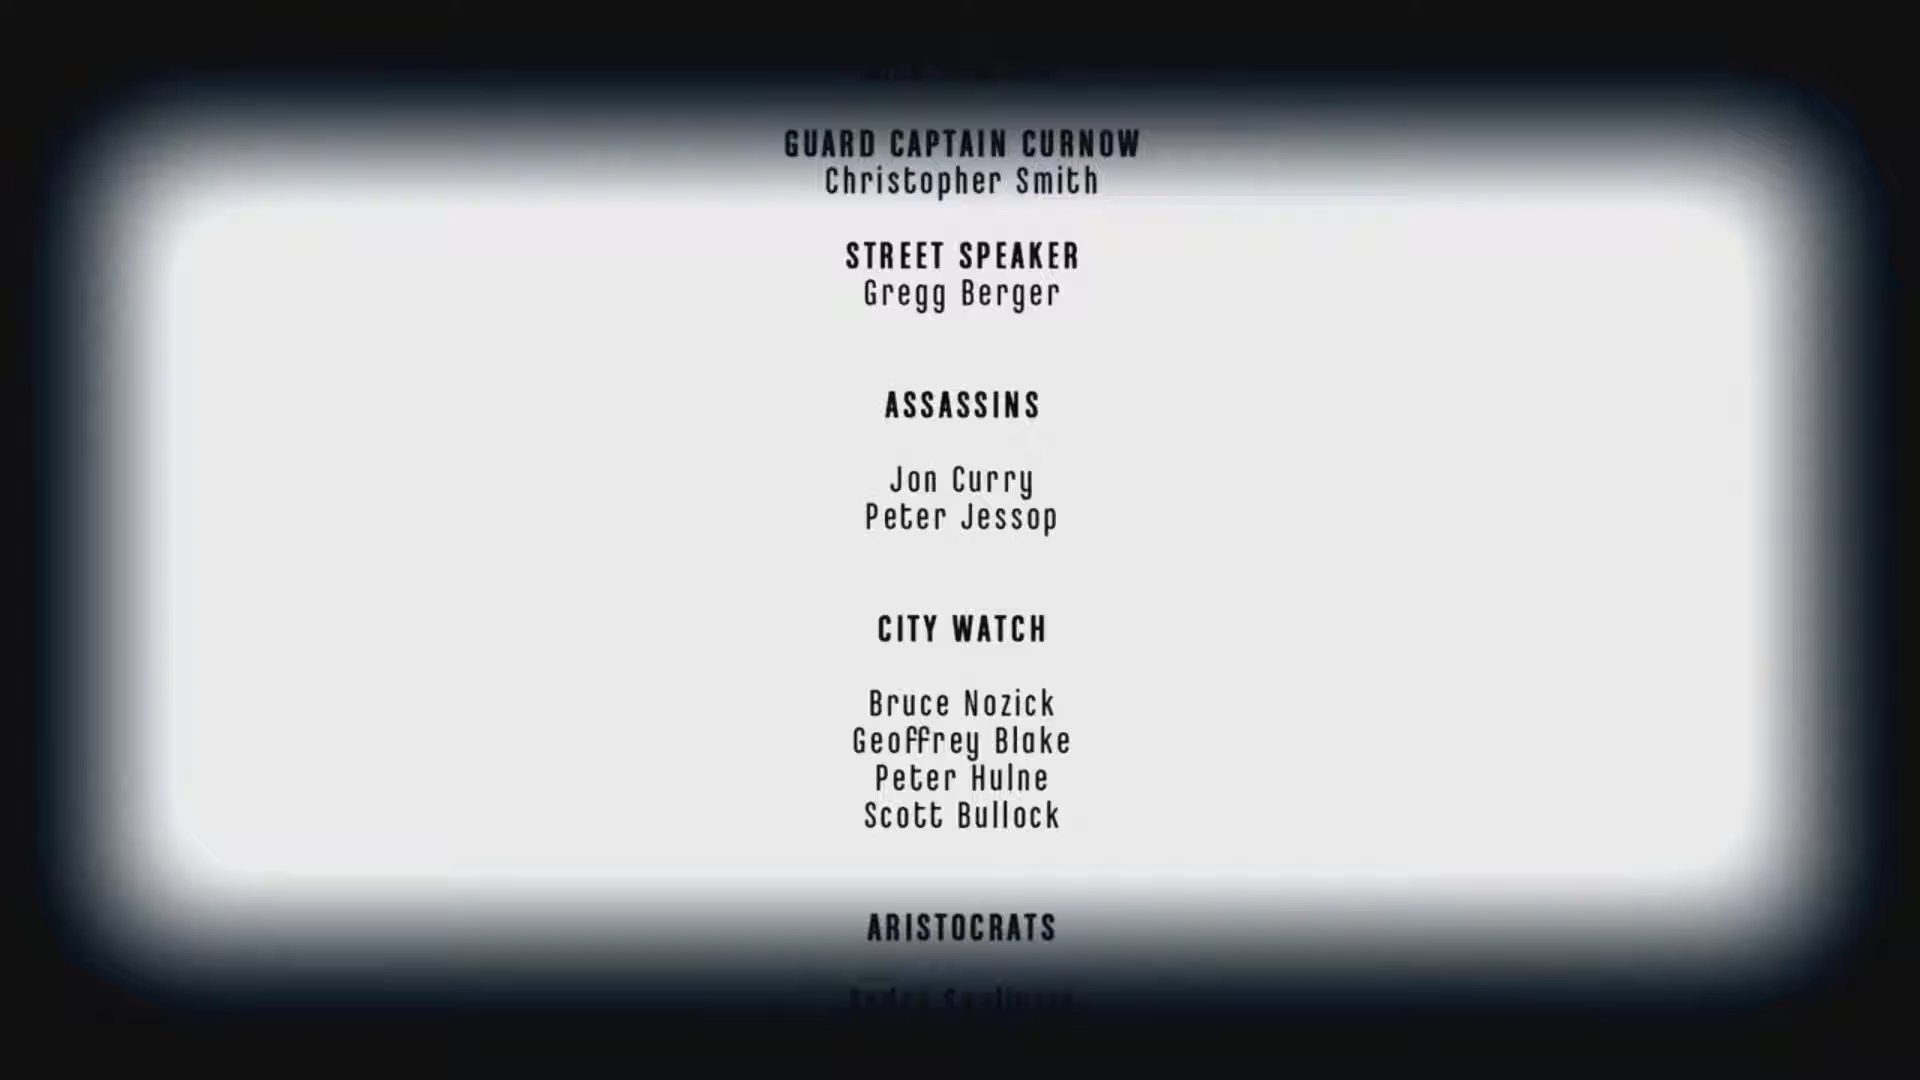 GUARD CAPTAIN CURNOW
Christopher Smith
STREET SPEAKER
Gregg Berger
ASSASSINS
Jon Curry
Peter Jessop
CITY WATCH
Bruce Nozick
Geoffrey Blake
Peter Hulne
Scott Bullock
ARISTOCRATS